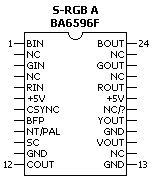 S-RGB A
BA6596F
1 BIN BOUT 24
NC NC
GIN GOUT
NC NC
RIN ROUT
+5V +5V
CSYNC NC/?
BFP YOUT
NT/PAL GND
SC VOUT
GND NC
12 COUT GND 13